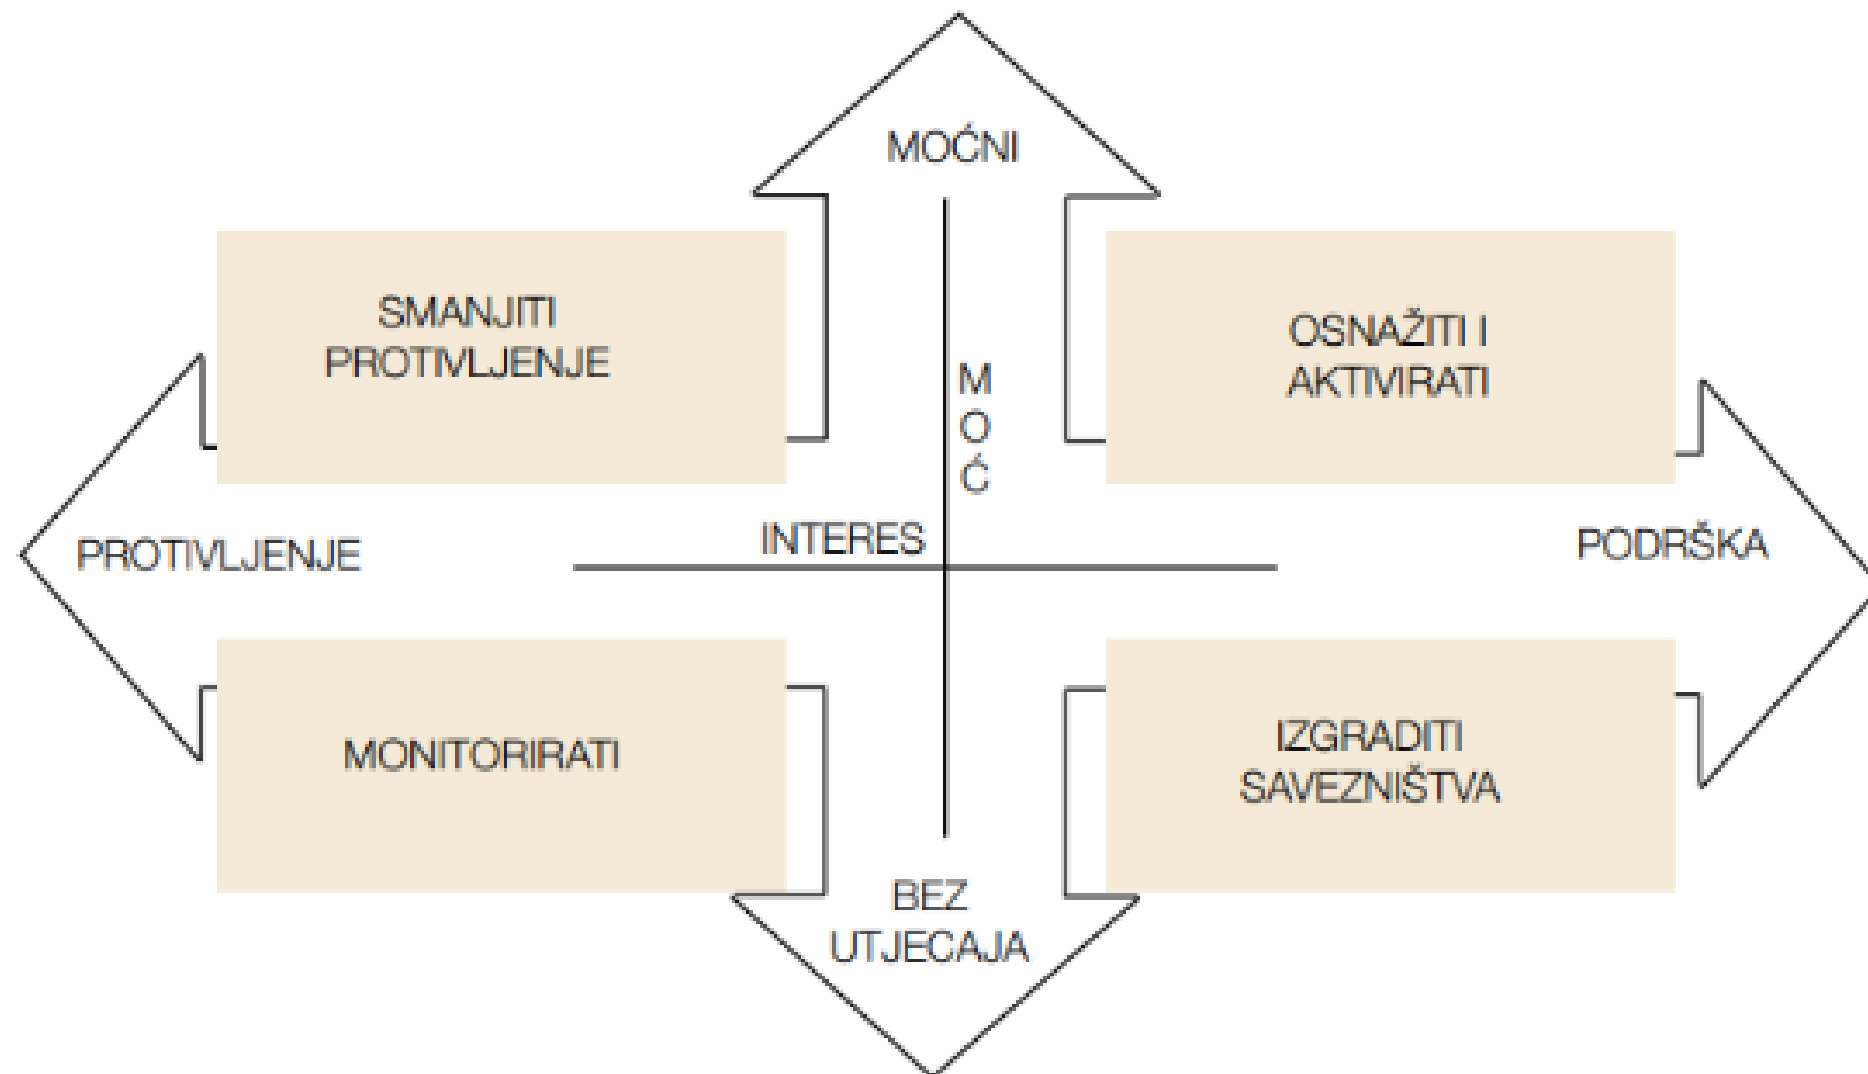 MOĆNI
SMANJITI
PROTIVLJENJE
OSNAŽITI I
AKTIVIRATI
M
O
Ć
INTERES
PROTIVLJENJE
PODRŠKA
MONITORIRATI
IZGRADITI
SAVEZNIŠTVA
BEZ
UTJECAJA